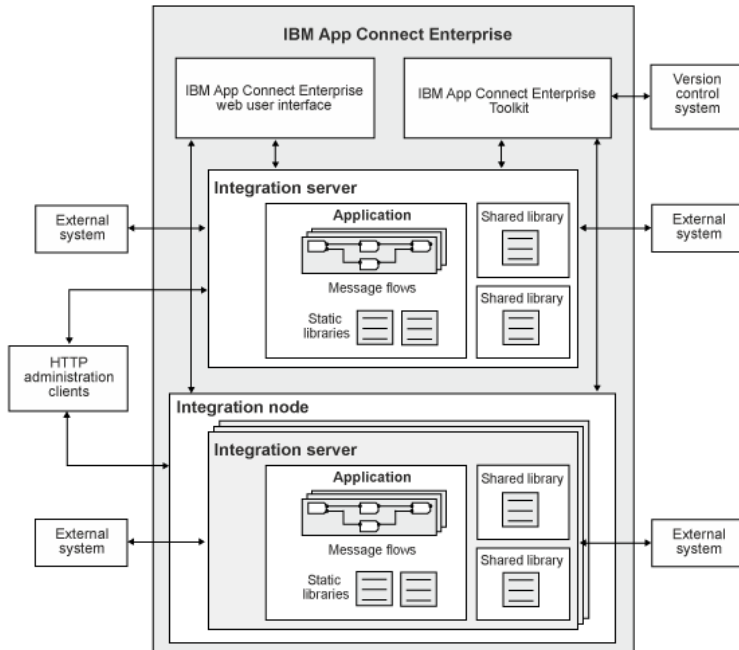 IBM App Connect Enterprise
IBM App Connect Enterprise
web user interface
IBM App Connect Enterprise
Toolkit
Version
control
system
Integration server
External
system
Application
Message flows
Static
libraries
Shared library
Shared library
External
system
HTTP
administration
clients
Integration node
Integration server
External
system
Application
Message flows
Static
libraries
Shared library
Shared library
External
system